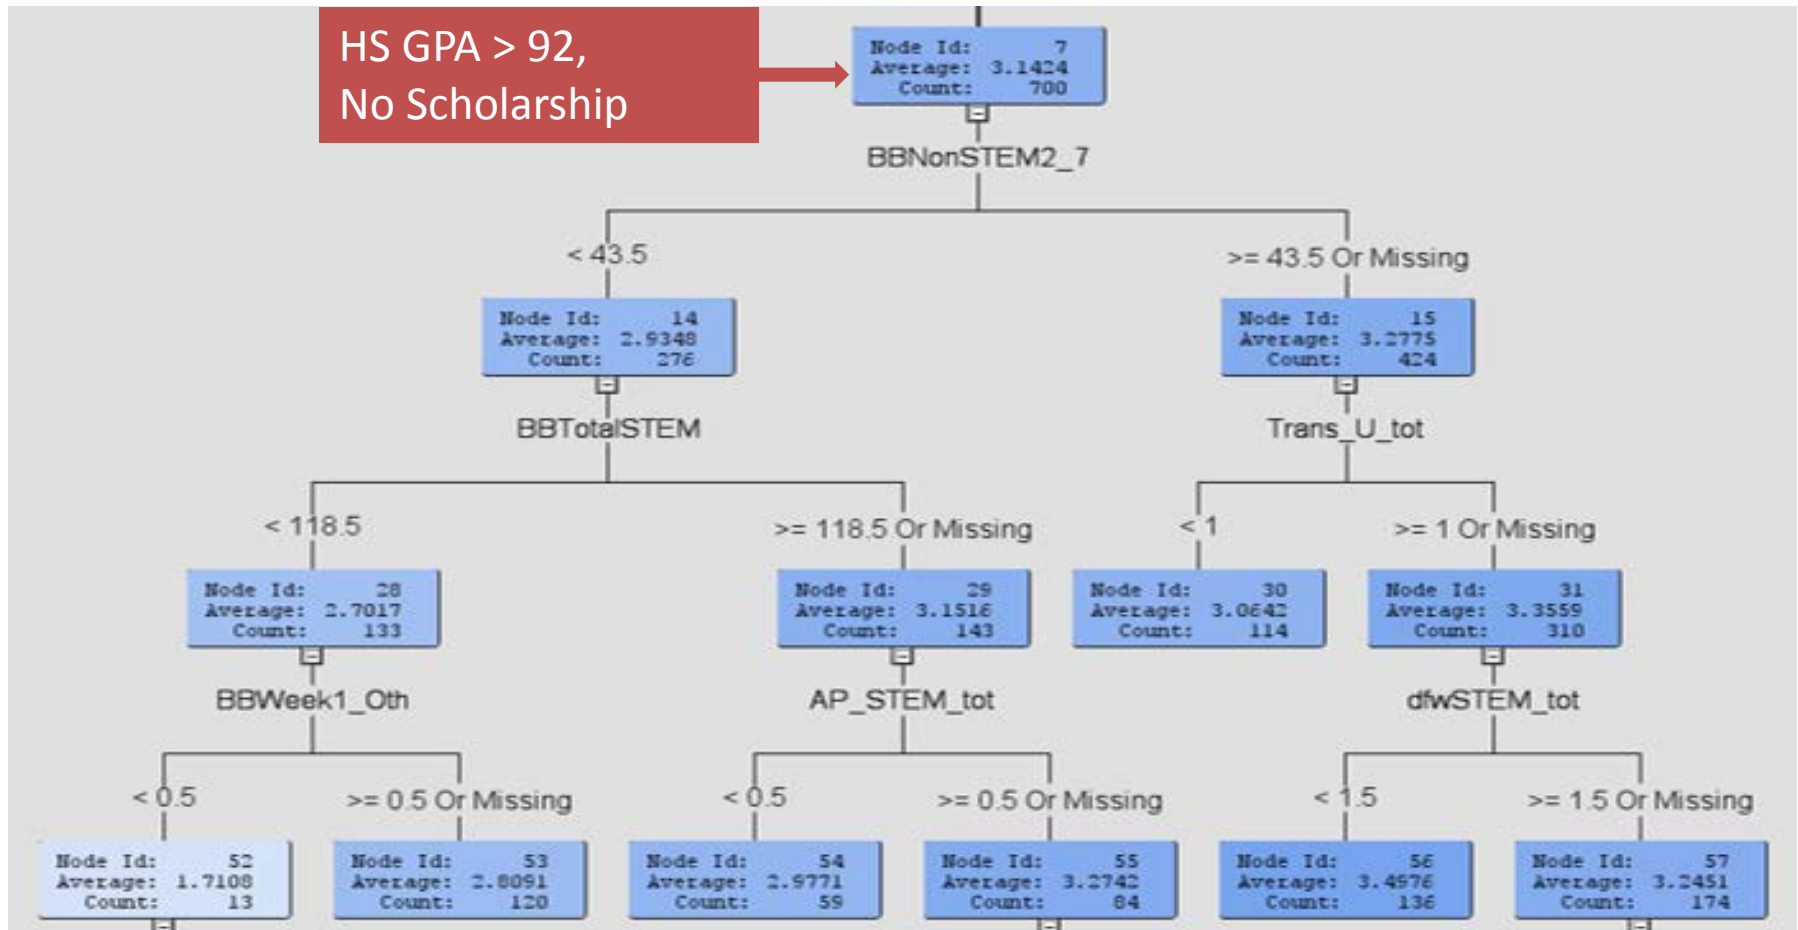 HS GPA > 92,
No Scholarship
Node Id: 7
Average: 3.1424
Count: 700
BBNonSTEM2_7
< 43.5
>= 43.5 Or Missing
Node Id: 14
Average: 2.9348
Count: 276
Node Id: 15
Average: 3.2775
Count: 424
BBTotalSTEM
Trans_U_tot
< 118.5
>= 118.5 Or Missing
< 1
>= 1 Or Missing
Node Id: 28
Average: 2.7017
Count: 133
Node Id: 29
Average: 3.1516
Count: 143
Node Id: 30
Average: 3.0642
Count: 114
Node Id: 31
Average: 3.3559
Count: 310
BBWeek1_Oth
AP_STEM_tot
dfwSTEM_tot
< 0.5
>= 0.5 Or Missing
< 0.5
>= 0.5 Or Missing
< 1.5
>= 1.5 Or Missing
Node Id: 52
Average: 1.7108
Count: 13
Node Id: 53
Average: 2.8091
Count: 120
Node Id: 54
Average: 2.9771
Count: 59
Node Id: 55
Average: 3.2742
Count: 84
Node Id: 56
Average: 3.4976
Count: 136
Node Id: 57
Average: 3.2451
Count: 174